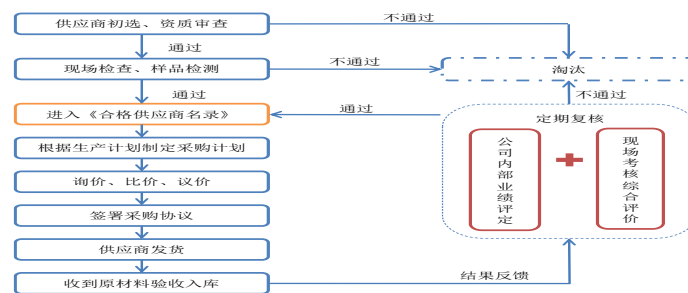 供应商初选、资质审查
不通过
通过
现场检查、样品检测
不通过
淘汰
通过
不通过
进入《合格供应商名录》
通过
定期复核
根据生产计划制定采购计划
公司内部业绩评定
现场考核综合评价
询价、比价、议价
签署采购协议
供应商发货
收到原材料验收入库
结果反馈